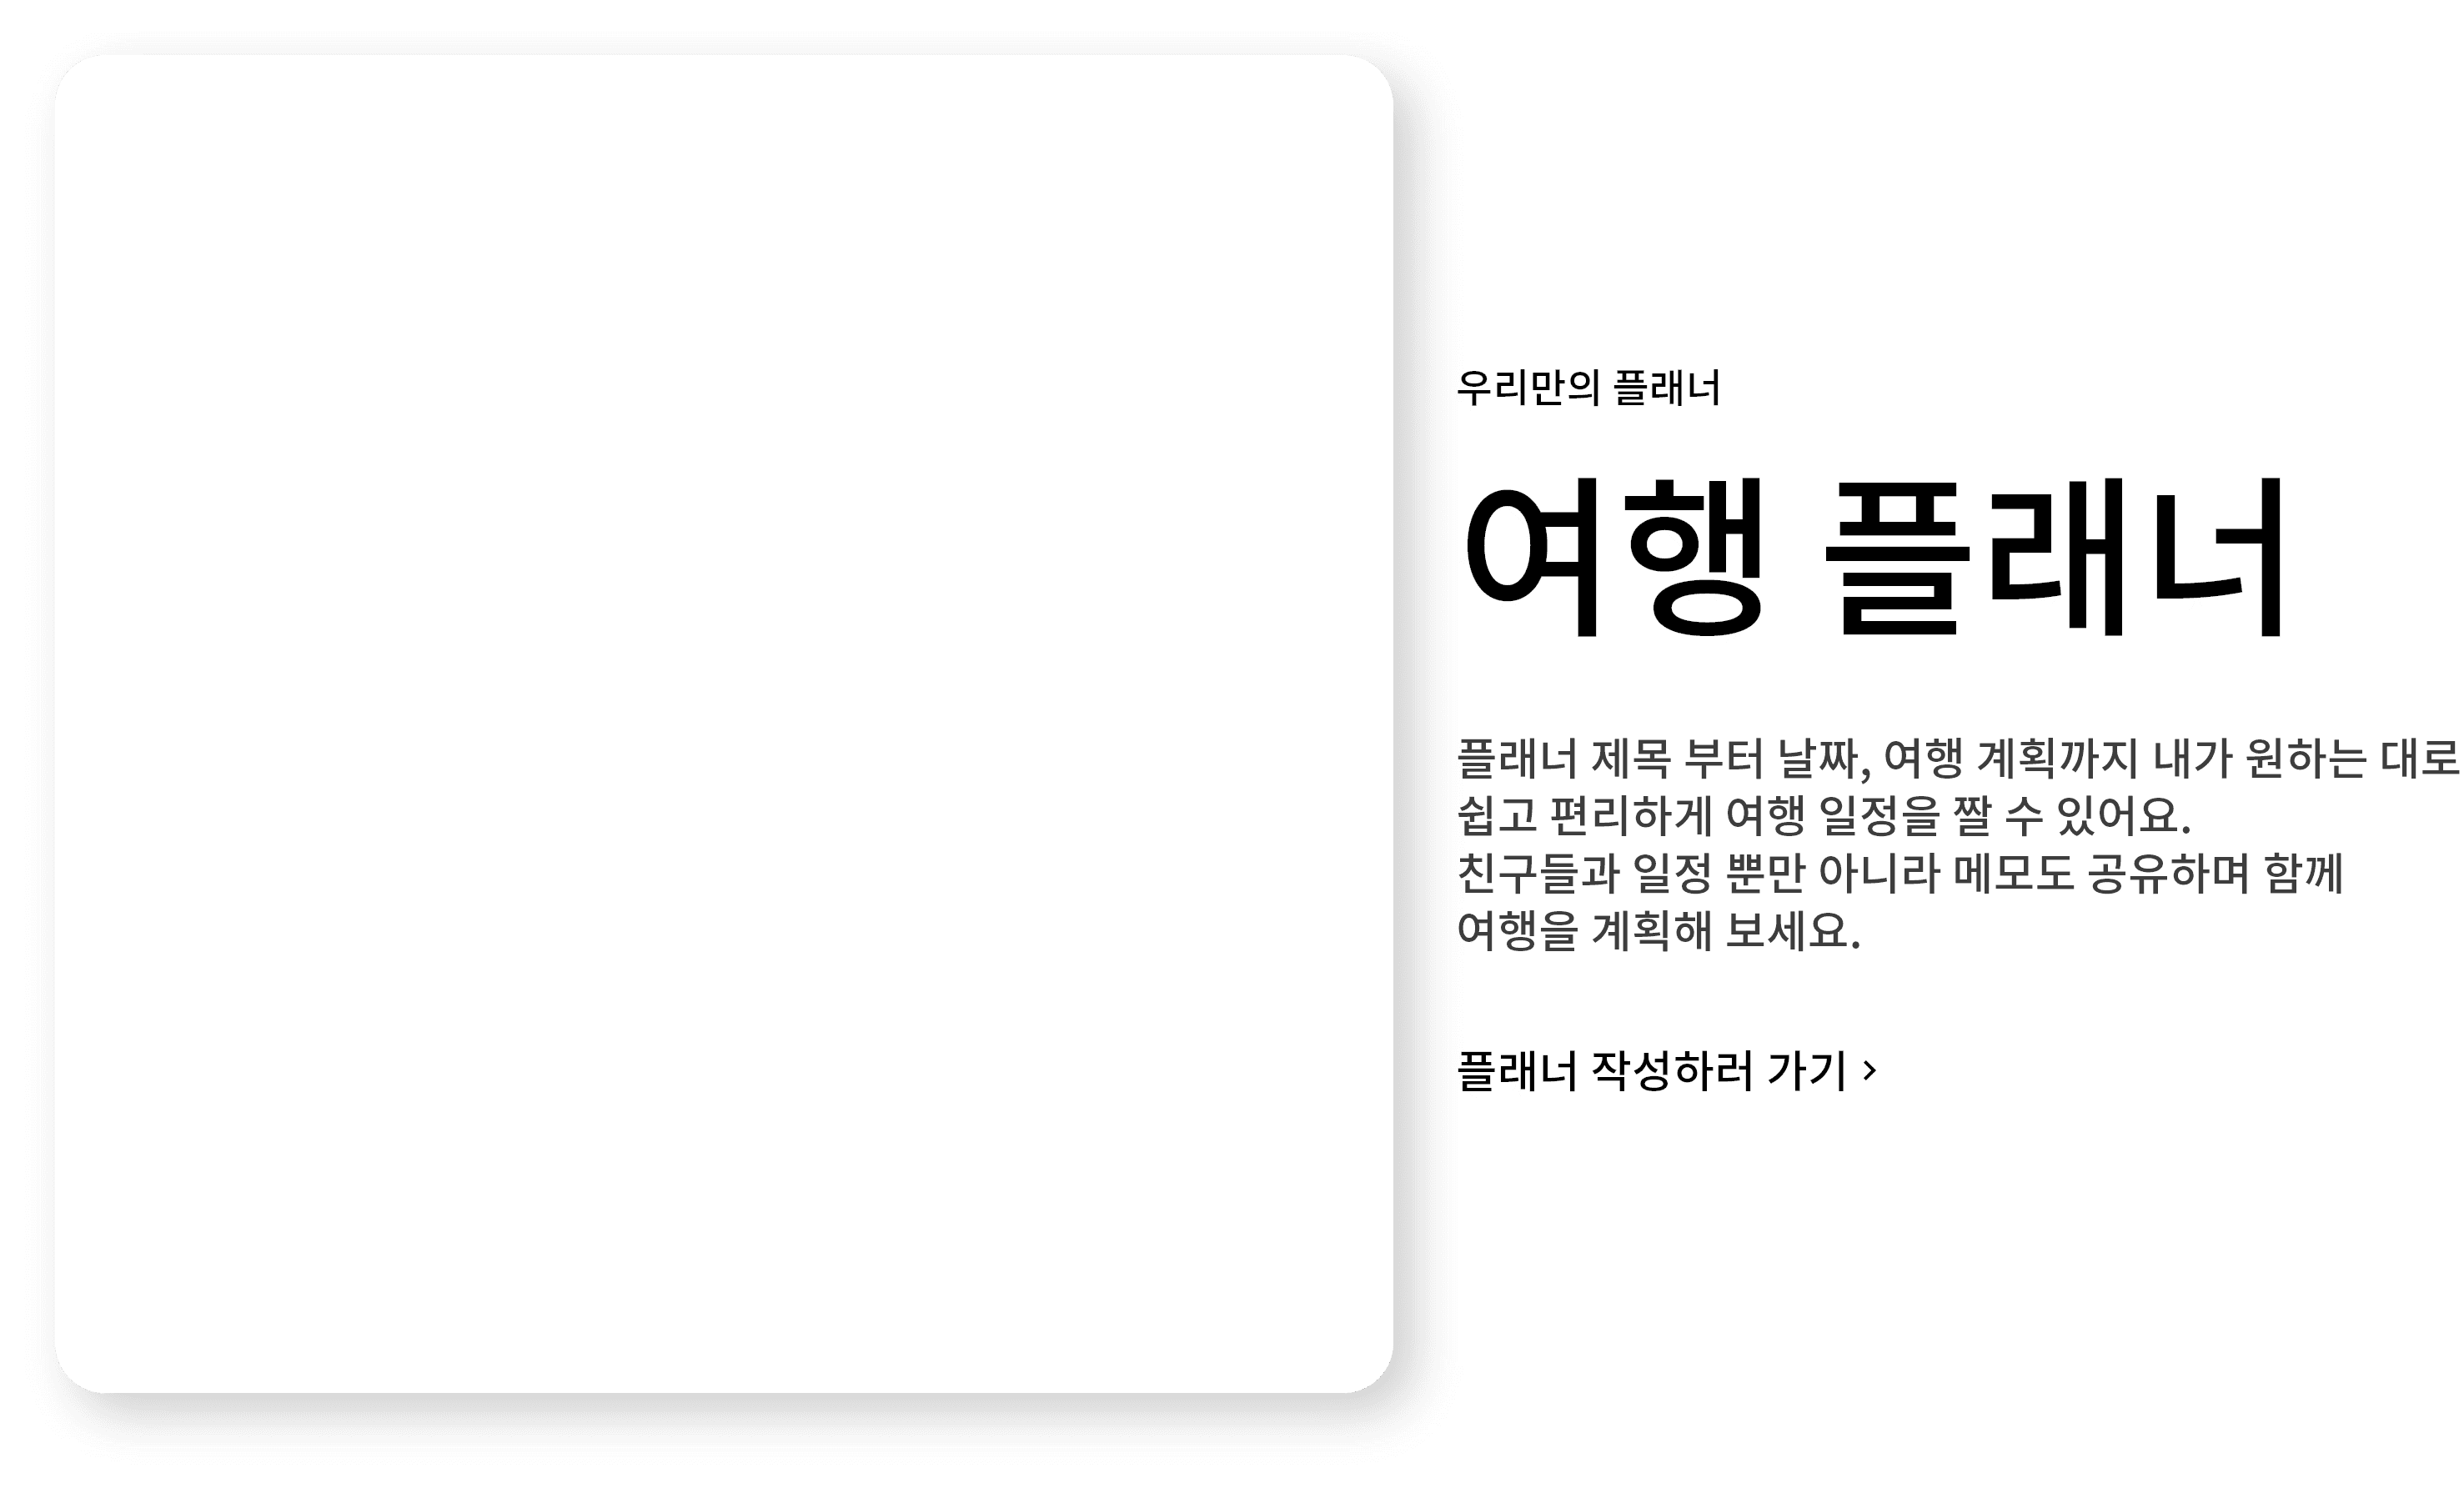 우리만의 플래너
여행 플래너
플래너 제목 부터 날짜, 여행 계획까지 내가 원하는 대로
쉽고 편리하게 여행 일정을 짤 수 있어요.
친구들과 일정 뿐만 아니라 메모도 공유하며 함께
여행을 계획해 보세요.
플래너 작성하러 가기 >